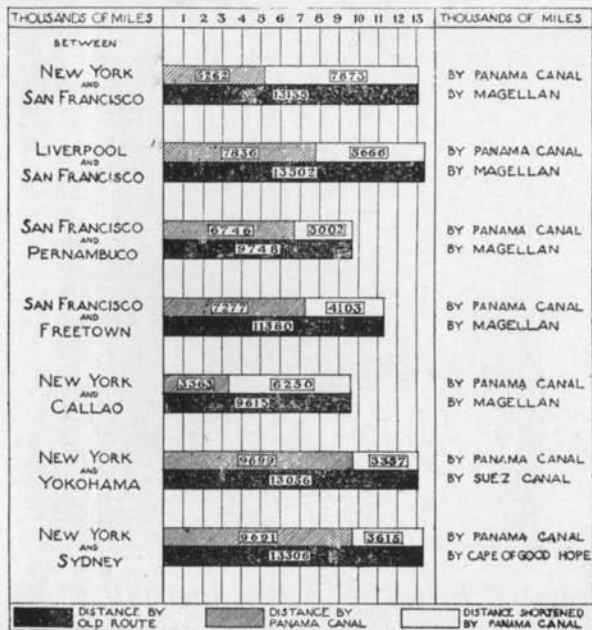 THOUSANDS OF MILES 1 2 3 4 5 6 7 8 9 10 11 12 13 THOUSANDS OF MILES
BETWEEN
NEW YORK
AND
SAN FRANCISCO
5262 7873
13135
BY PANAMA CANAL
BY MAGELLAN
LIVERPOOL
AND
SAN FRANCISCO
7836 5666
13502
BY PANAMA CANAL
BY MAGELLAN
SAN FRANCISCO
AND
PERNAMBUCO
6746 3002
9748
BY PANAMA CANAL
BY MAGELLAN
SAN FRANCISCO
AND
FREETOWN
7277 4103
11380
BY PANAMA CANAL
BY MAGELLAN
NEW YORK
AND
CALLAO
3363 6250
9613
BY PANAMA CANAL
BY MAGELLAN
NEW YORK
AND
YOKOHAMA
9699 3357
13056
BY PANAMA CANAL
BY SUEZ CANAL
NEW YORK
AND
SYDNEY
9691 3615
13306
BY PANAMA CANAL
BY CAPE OF GOOD HOPE
DISTANCE BY
OLD ROUTE
DISTANCE BY
PANAMA CANAL
DISTANCE SHORTENED
BY PANAMA CANAL